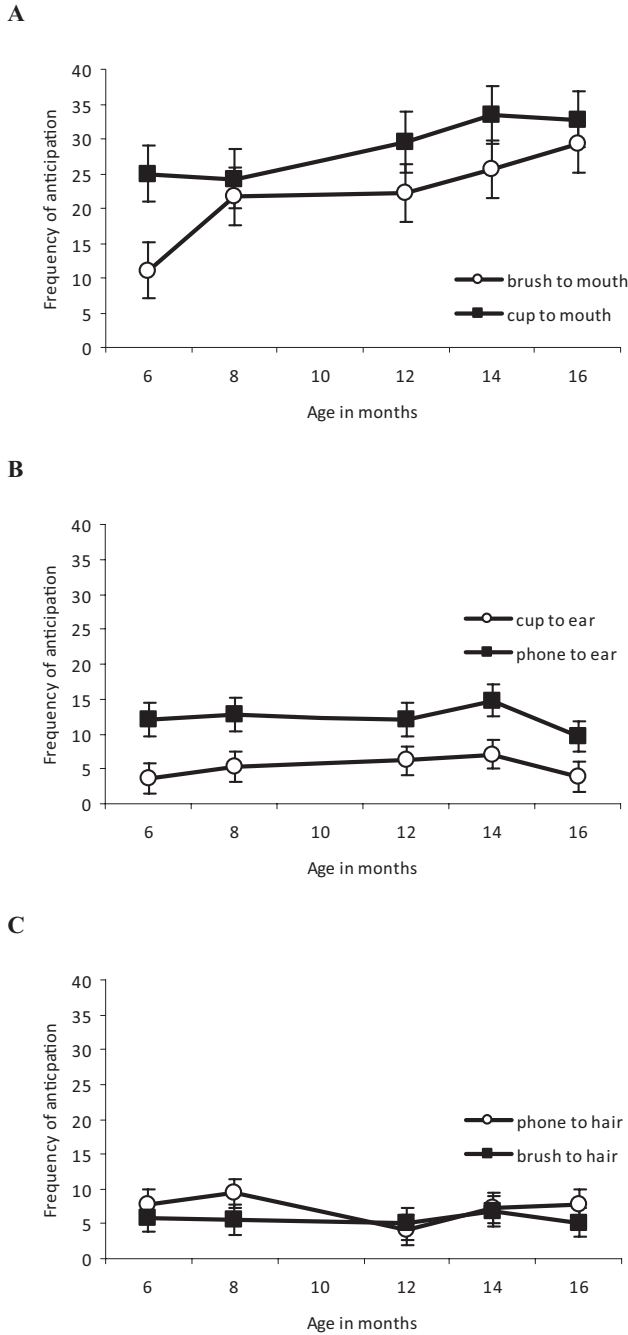 A
40
35
30
25
20
15
10
5
0
Frequency of anticipation
brush to mouth
cup to mouth
6 8 10 12 14 16
Age in months
B
40
35
30
25
20
15
10
5
0
Frequency of anticipation
cup to ear
phone to ear
6 8 10 12 14 16
Age in months
C
40
35
30
25
20
15
10
5
0
Frequency of anticpation
phone to hair
brush to hair
6 8 10 12 14 16
Age in months